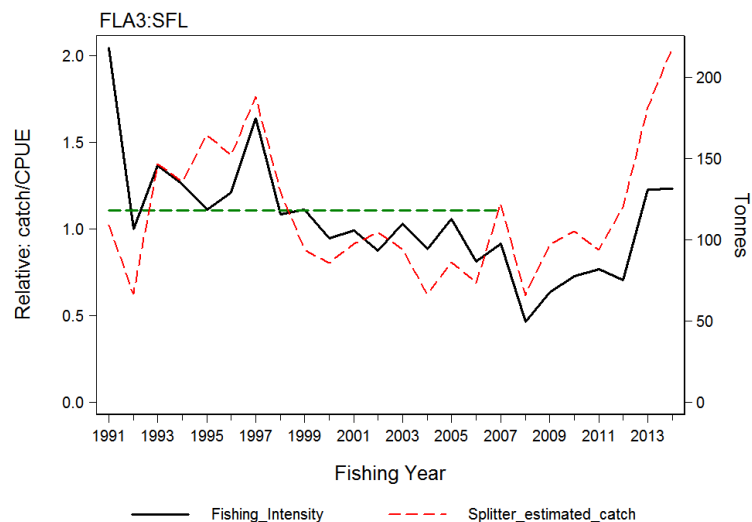 FLA3:SFL
2.0
1.5
1.0
0.5
0.0
Relative: catch/CPUE
200
150
100
50
0
Tonnes
1991 1993 1995 1997 1999 2001 2003 2005 2007 2009 2011 2013
Fishing Year
Fishing_Intensity Splitter_estimated_catch